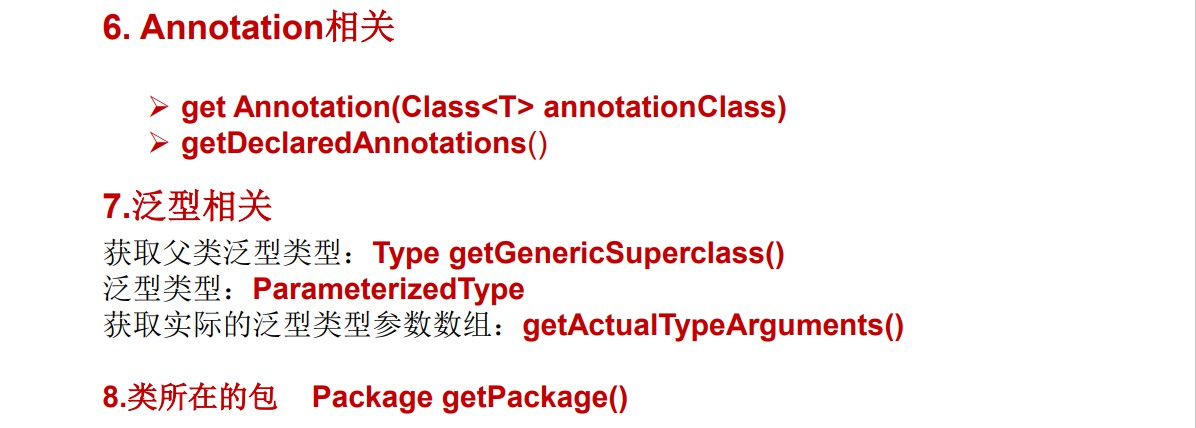 6. Annotation相关
➢ get Annotation(Class<T> annotationClass)
➢ getDeclaredAnnotations()
7.泛型相关
获取父类泛型类型：Type getGenericSuperclass()
泛型类型：ParameterizedType
获取实际的泛型类型参数数组：getActualTypeArguments()
8.类所在的包 Package getPackage()